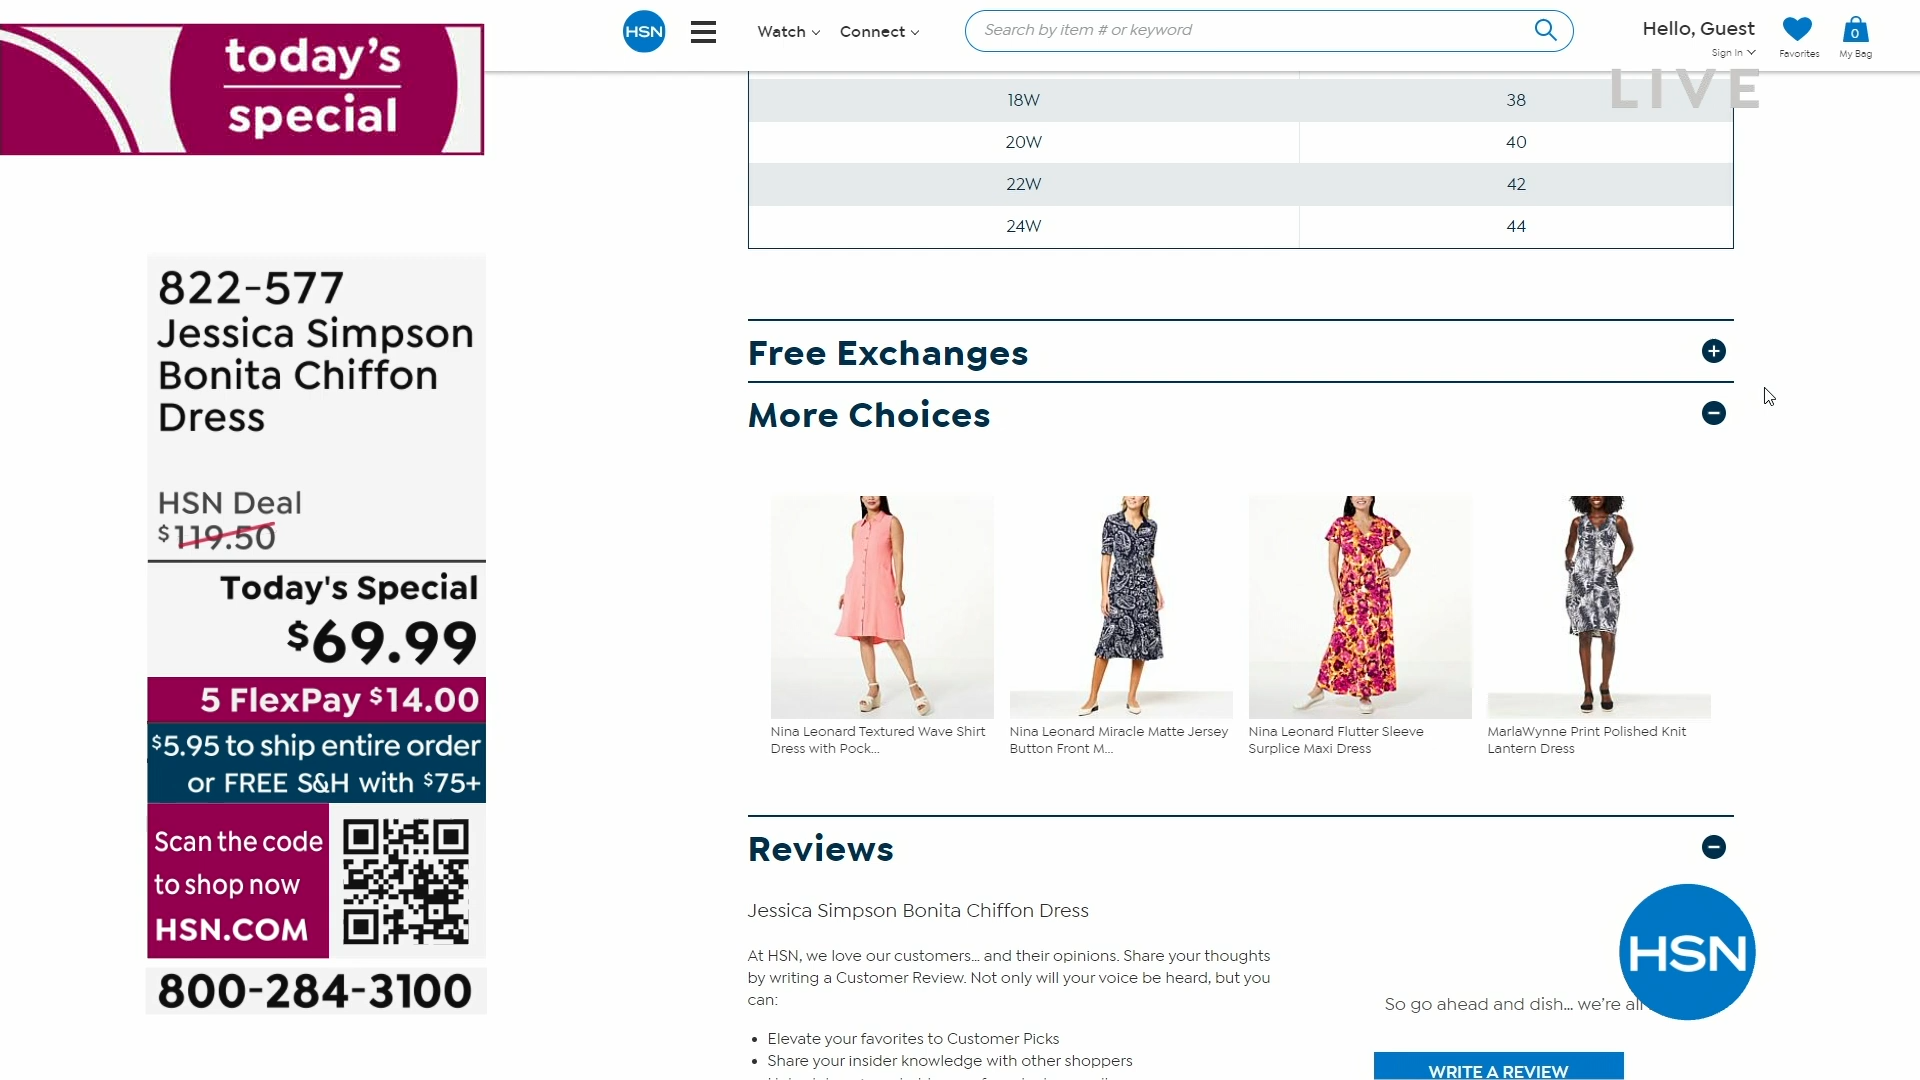 today's
special
822-577
Jessica Simpson
Bonita Chiffon
Dress
HSN Deal
$119.50
Today's Special
$69.99
5 FlexPay $14.00
$5.95 to ship entire order
or FREE S&H with $75+
Scan the code
to shop now
HSN.COM
800-284-3100
HSN
Watch
Connect
Search by item # or keyword
Hello, Guest
Sign In
Favorites
0
My Bag
LIVE
18W 38
20W 40
22W 42
24W 44
Free Exchanges
More Choices
Nina Leonard Textured Wave Shirt
Dress with Pock...
Nina Leonard Miracle Matte Jersey
Button Front M...
Nina Leonard Flutter Sleeve
Surplice Maxi Dress
MarlaWynne Print Polished Knit
Lantern Dress
Reviews
Jessica Simpson Bonita Chiffon Dress
At HSN, we love our customers... and their opinions. Share your thoughts
by writing a Customer Review. Not only will your voice be heard, but you
can:
• Elevate your favorites to Customer Picks
• Share your insider knowledge with other shoppers
So go ahead and dish... we're all
WRITE A REVIEW
HSN